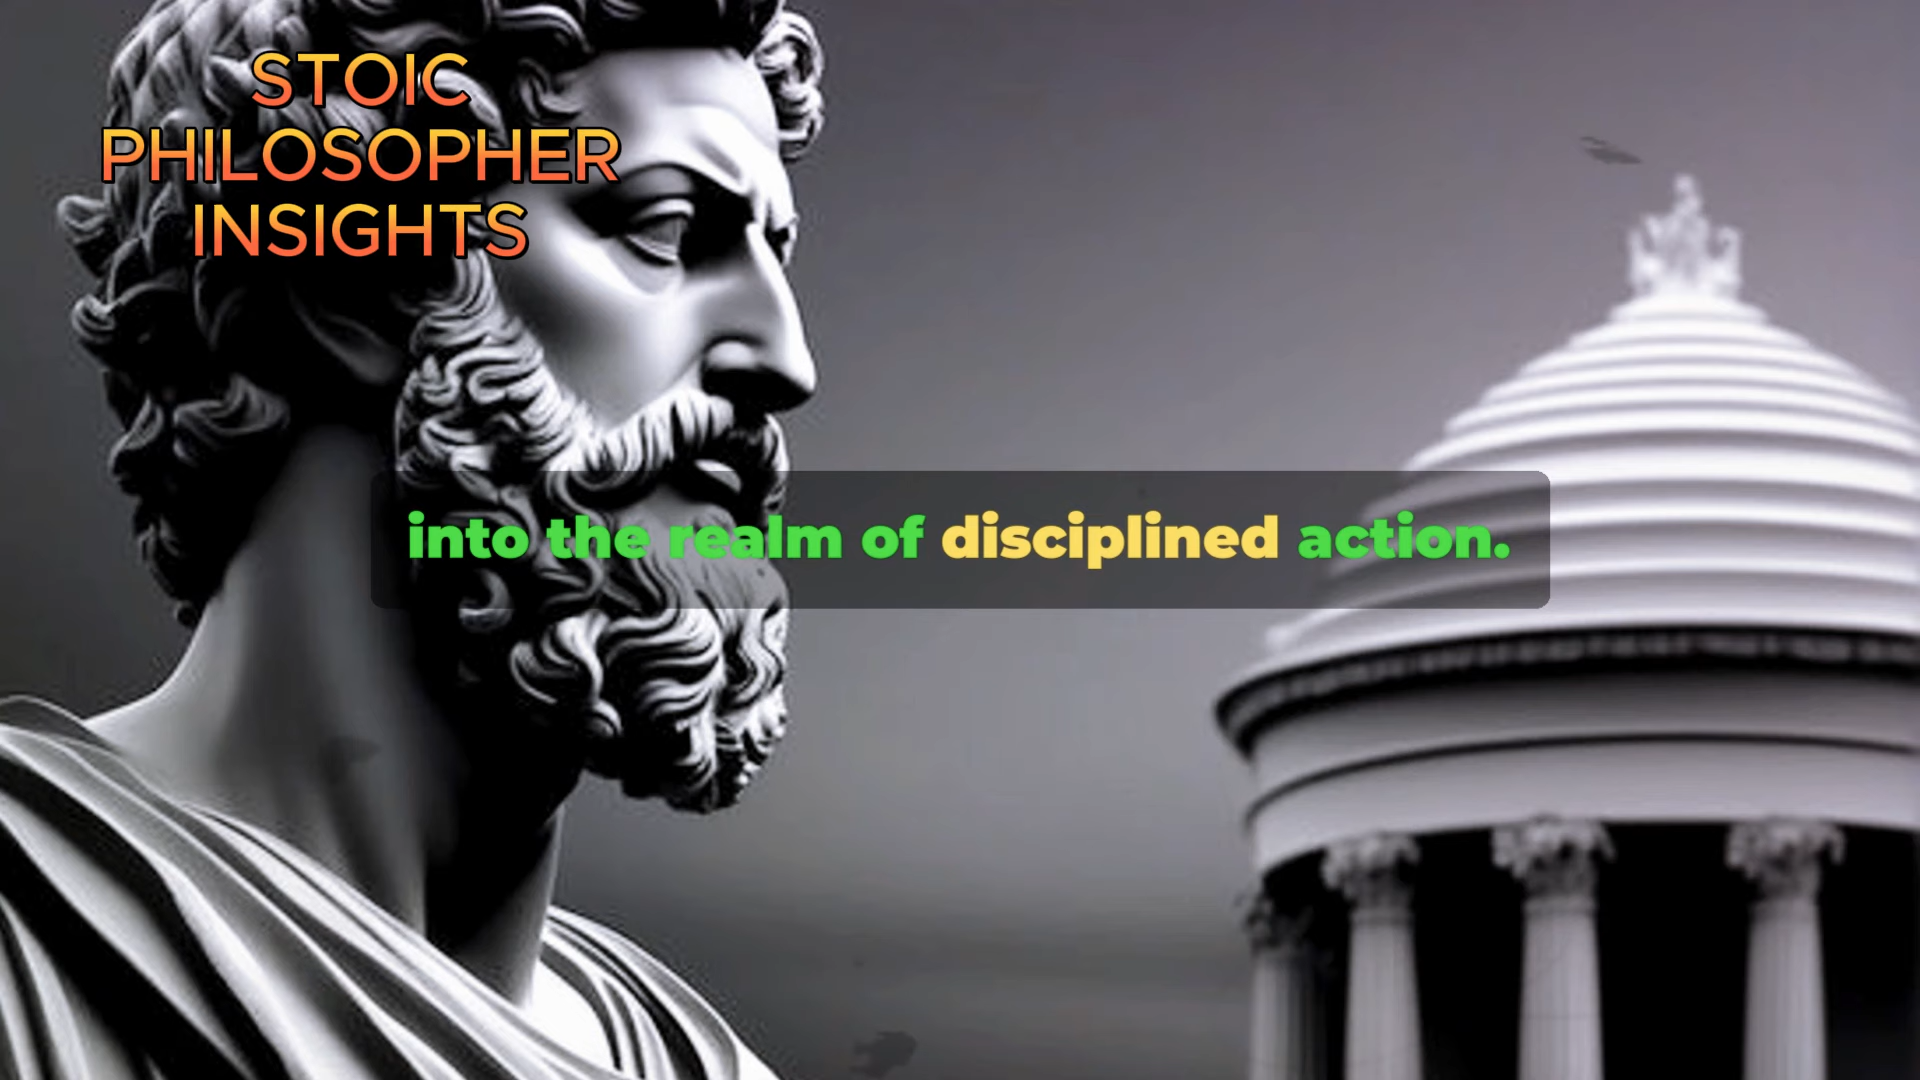 STOIC
PHILOSOPHER
INSIGHTS
into the realm of disciplined action.